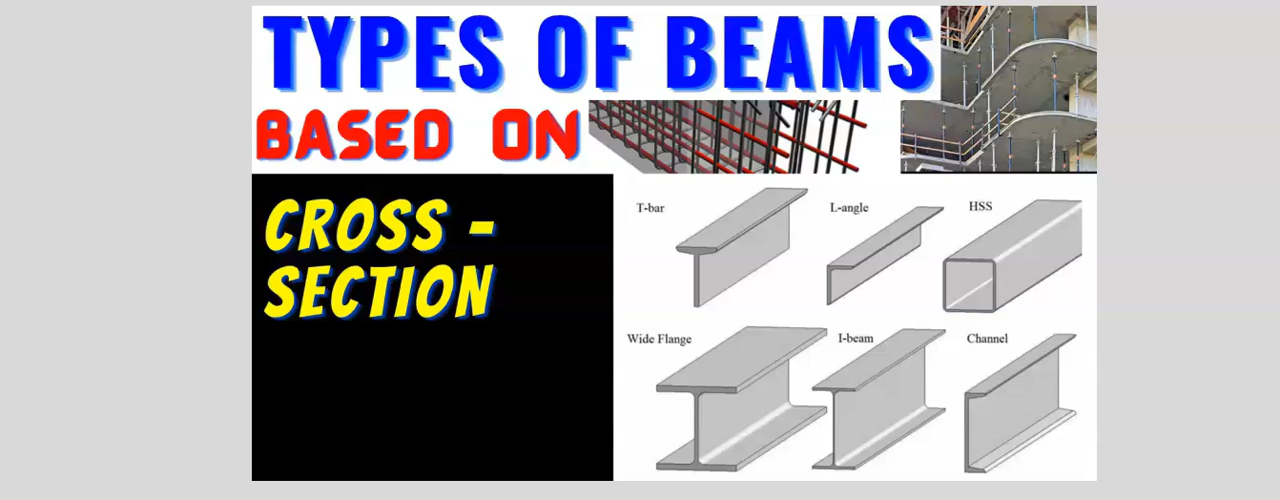 TYPES OF BEAMS
BASED ON
CROSS -
SECTION
T-bar
L-angle
HSS
Wide Flange
I-beam
Channel